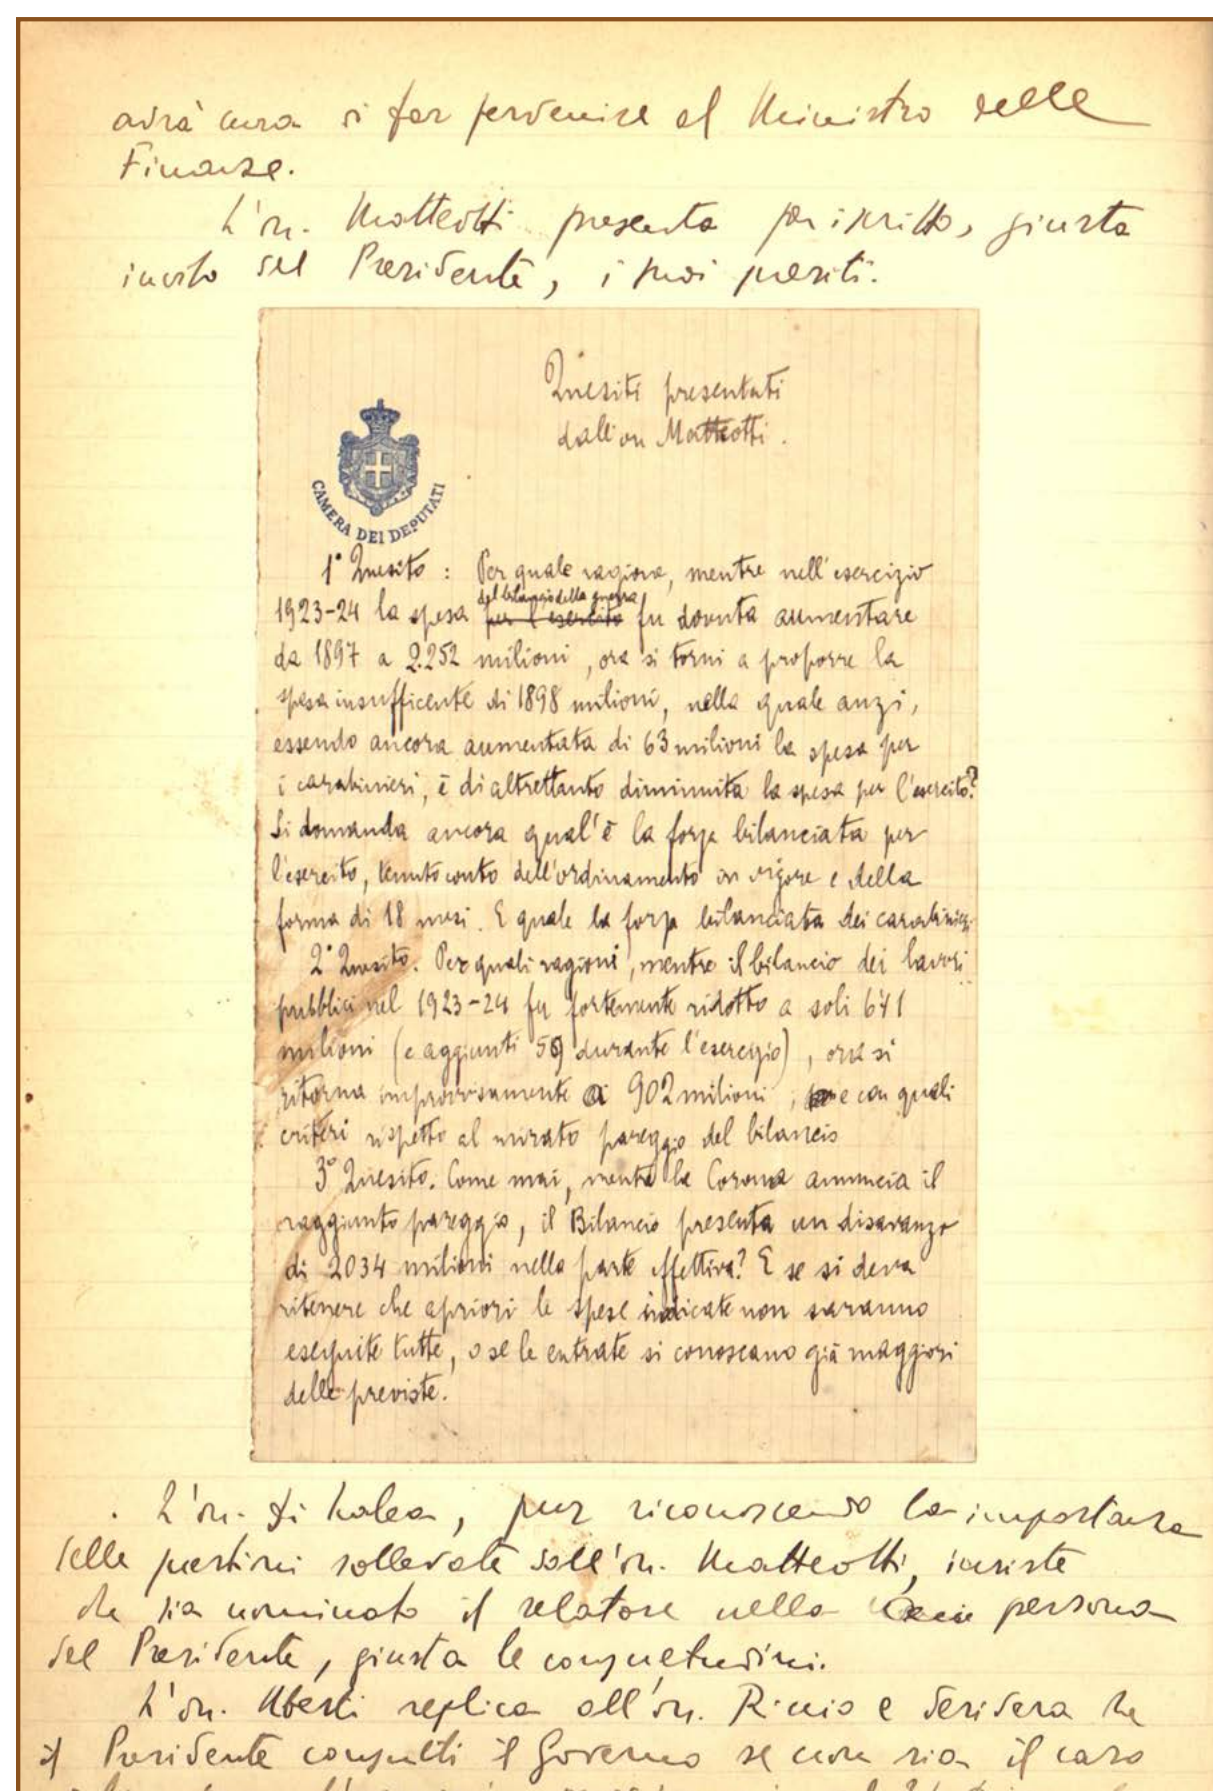 avrà cura di far pervenire al Ministro delle
Finanze.
L'on. Matteotti presenta per iscritto, giusta
invito del Presidente, i suoi quesiti.
Quesiti presentati
dall'on Matteotti.
CAMERA DEI DEPUTATI
1° Quesito: Per quale ragione, mentre nell'esercizio
del bilancio della guerra
1923-24 la spesa per l'esercito fu dovuta aumentare
da 1897 a 2.252 milioni, ora si torni a proporre la
spesa insufficente di 1898 milioni, nella quale anzi,
essendo ancora aumentata di 63 milioni la spesa per
i carabinieri, è di altrettanto diminuita la spesa per l'esercito?
Si domanda ancora qual'è la forza bilanciata per
l'esercito, tenuto conto dell'ordinamento in vigore e della
ferma di 18 mesi. E quale la forza bilanciata dei carabinieri.
2° Quesito. Per quali ragioni, mentre il bilancio dei lavori
pubblici nel 1923-24 fu fortemente ridotto a soli 641
milioni (e aggiunti durante l'esercizio), ora si
ritorna improvvisamente ai 902 milioni, e con quali
criteri rispetto al mirato pareggio del bilancio
3° Quesito. Come mai, mentre la Corona annuncia il
raggiunto pareggio, il Bilancio presenta un disavanzo
di 2034 milioni nella parte effettiva? E se si deva
ritenere che apriori le spese indicate non saranno
eseguite tutte, o se le entrate si conoscano già maggiori
delle previste.
L'on. Di Scalea, pur riconoscendo la importanza
delle questioni sollevate dall'on. Matteotti, insiste
che sia nominato il relatore nella persona
del Presidente, giusta le consuetudini.
L'on. Uberti replica all'on. Riccio e desidera che
il Presidente consulti il Governo se non sia il caso